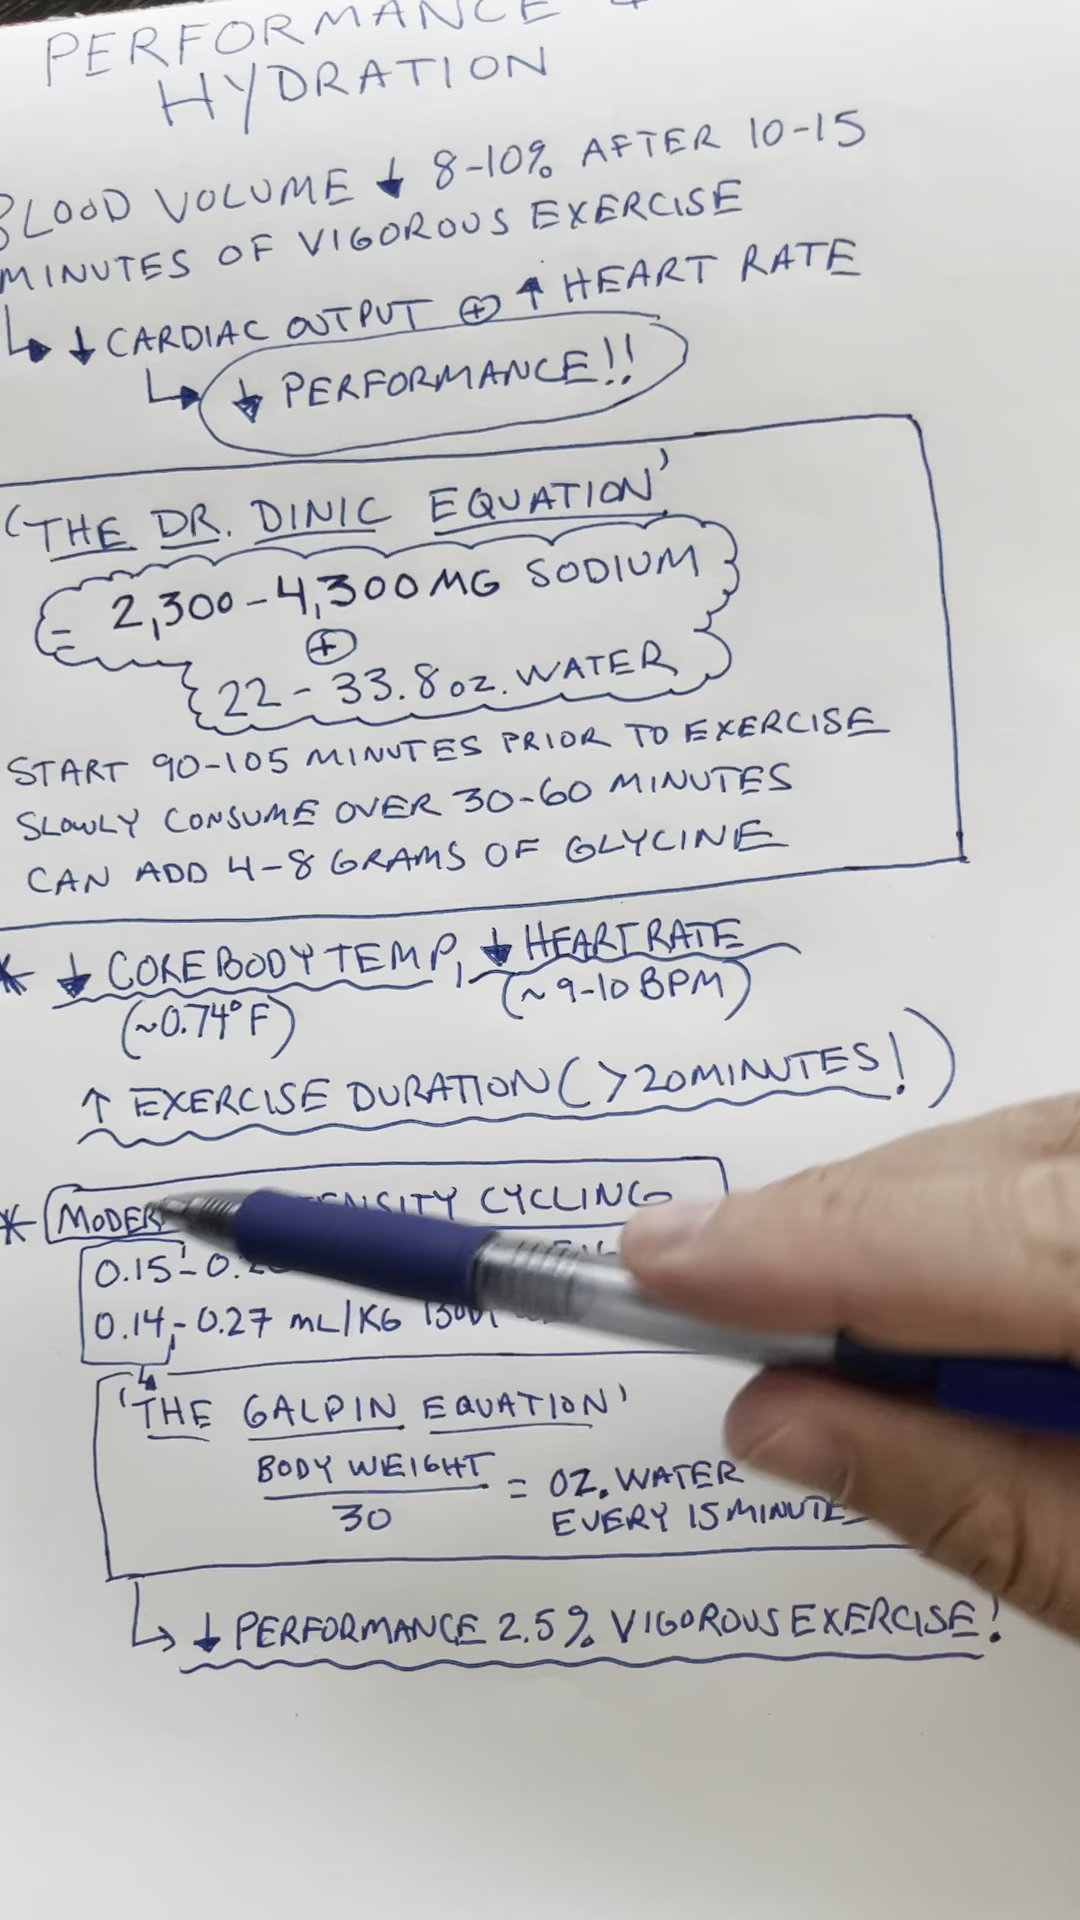 PERFORMANCE
HYDRATION
BLOOD VOLUME ↓ 8-10% AFTER 10-15
MINUTES OF VIGOROUS EXERCISE
↓ CARDIAC OUTPUT ⊕ ↑ HEART RATE
↓ PERFORMANCE!!
'THE DR. DINIC EQUATION'
= 2,300-4,300 MG SODIUM
⊕
22-33.8 oz. WATER
START 90-105 MINUTES PRIOR TO EXERCISE
SLOWLY CONSUME OVER 30-60 MINUTES
CAN ADD 4-8 GRAMS OF GLYCINE
* ↓ CORE BODY TEMP, ↓ HEART RATE
(~0.74°F) (~9-10 BPM)
↑ EXERCISE DURATION (>20 MINUTES!)
* CYCLING
0.15-
0.14-0.27 mL/KG
'THE GALPIN EQUATION'
BODY WEIGHT
30
= OZ. WATER
EVERY 15 MINUTES
↓ PERFORMANCE 2.5% VIGOROUS EXERCISE!